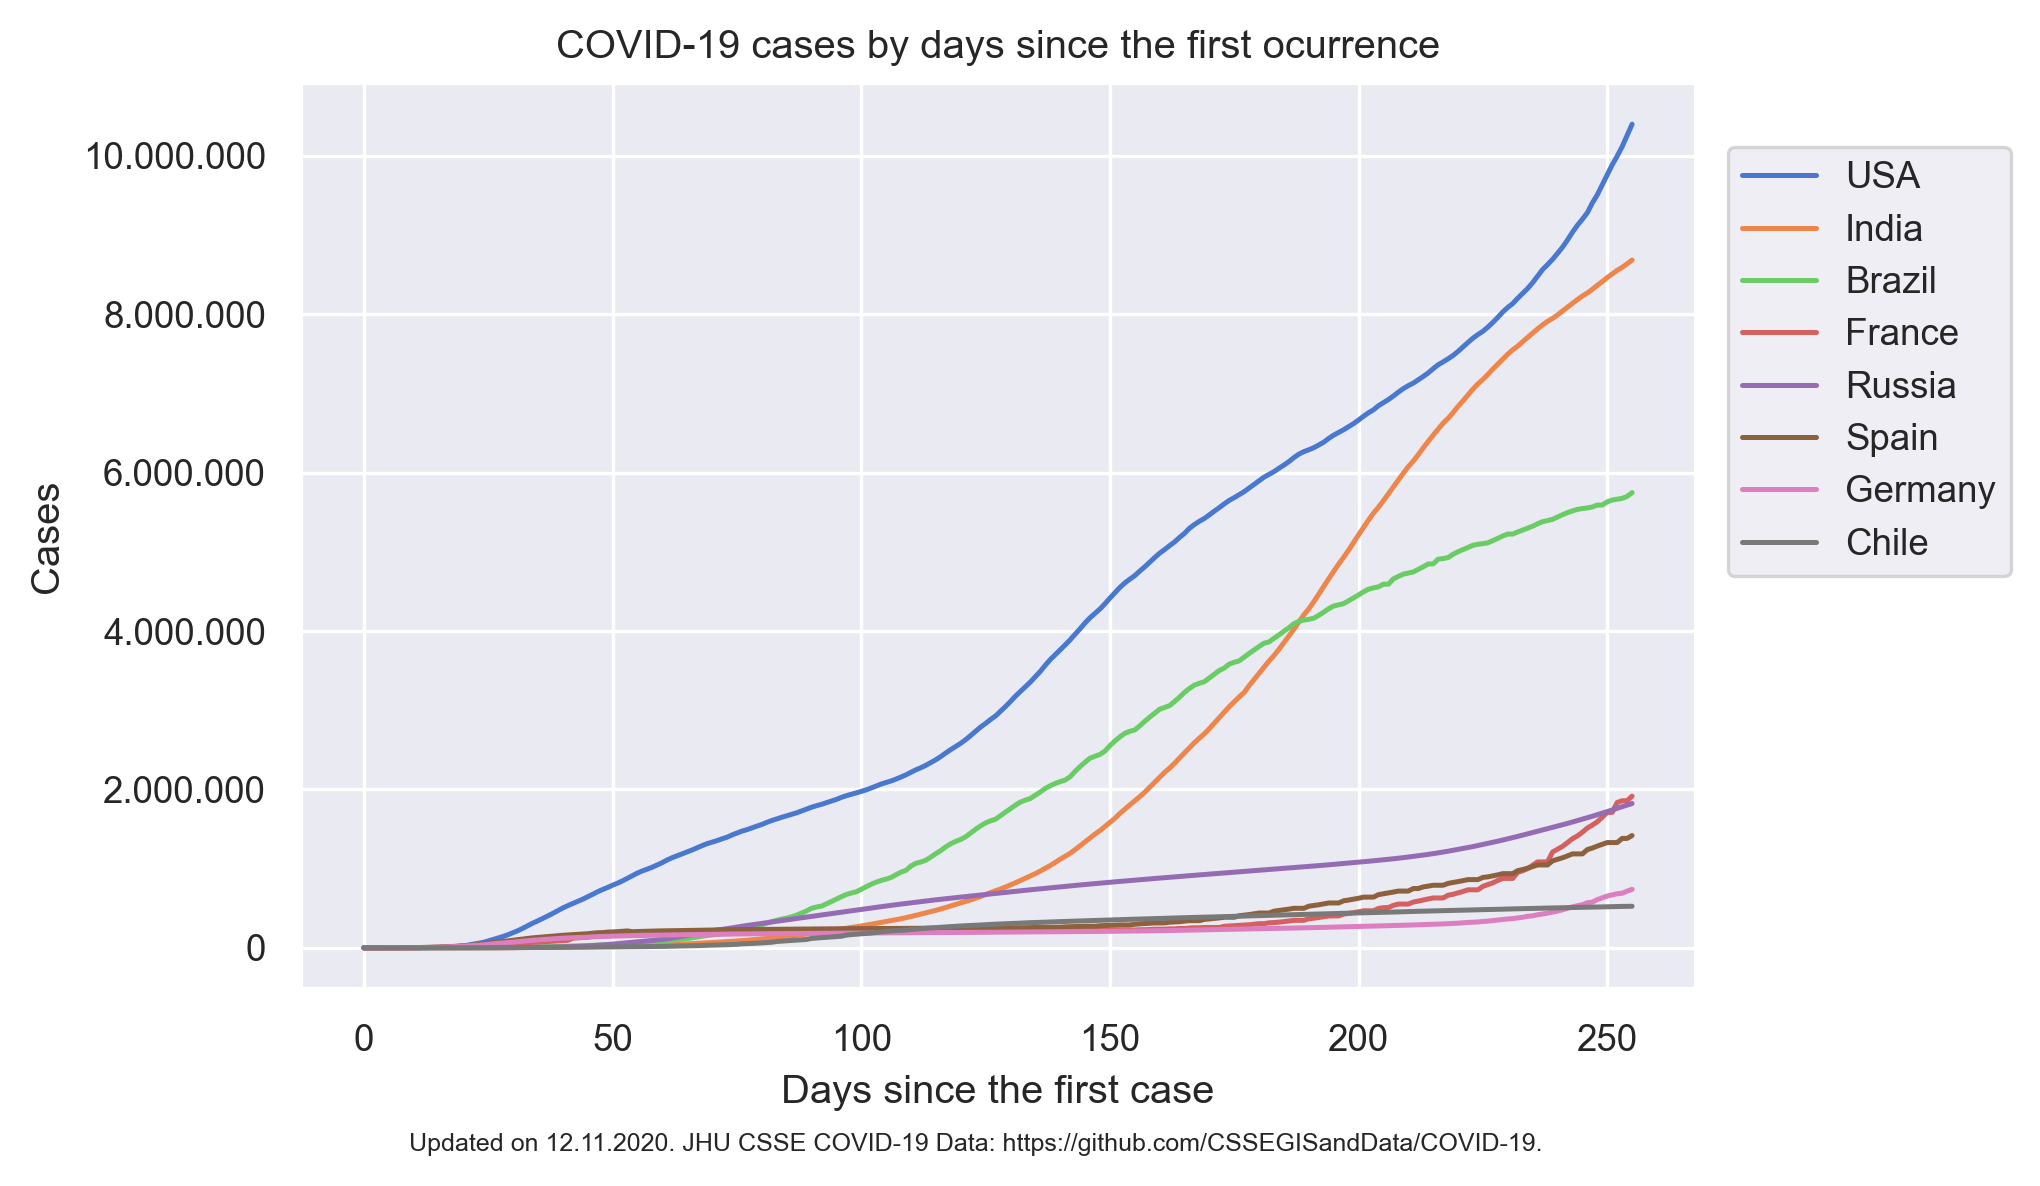 COVID-19 cases by days since the first ocurrence
10.000.000
8.000.000
6.000.000
4.000.000
2.000.000
0
Cases
0 50 100 150 200 250
Days since the first case
USA
India
Brazil
France
Russia
Spain
Germany
Chile
Updated on 12.11.2020. JHU CSSE COVID-19 Data: https://github.com/CSSEGISandData/COVID-19.